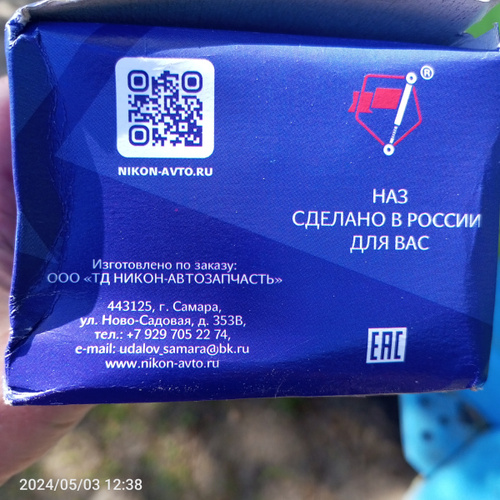 NIKON-AVTO.RU
®
НАЗ
СДЕЛАНО В РОССИИ
ДЛЯ ВАС
Изготовлено по заказу:
ООО «ТД НИКОН-АВТОЗАПЧАСТЬ»
443125, г. Самара,
ул. Ново-Садовая, д. 353В,
тел.: +7 929 705 22 74,
e-mail: udalov_samara@bk.ru
www.nikon-avto.ru
EAC
2024/05/03 12:38